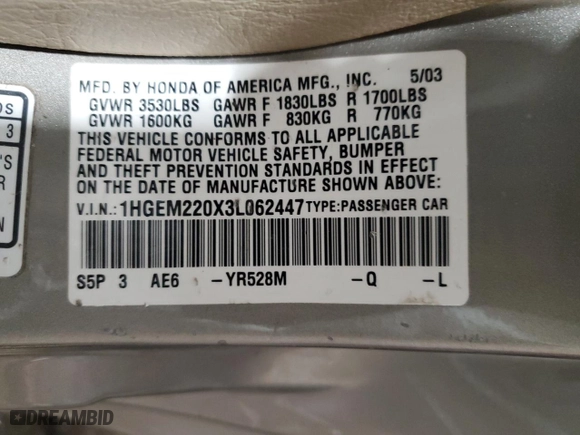 MFD. BY HONDA OF AMERICA MFG., INC. 5/03
GVWR 3530LBS GAWR F 1830LBS R 1700LBS
GVWR 1600KG GAWR F 830KG R 770KG
THIS VEHICLE CONFORMS TO ALL APPLICABLE
FEDERAL MOTOR VEHICLE SAFETY, BUMPER
AND THEFT PREVENTION STANDARDS IN EFFECT
ON THE DATE OF MANUFACTURE SHOWN ABOVE:
V.I.N.:1HGEM220X3L062447 TYPE:PASSENGER CAR
S5P 3 AE6 -YR528M -Q -L
3
'S
R
N
DREAMBID